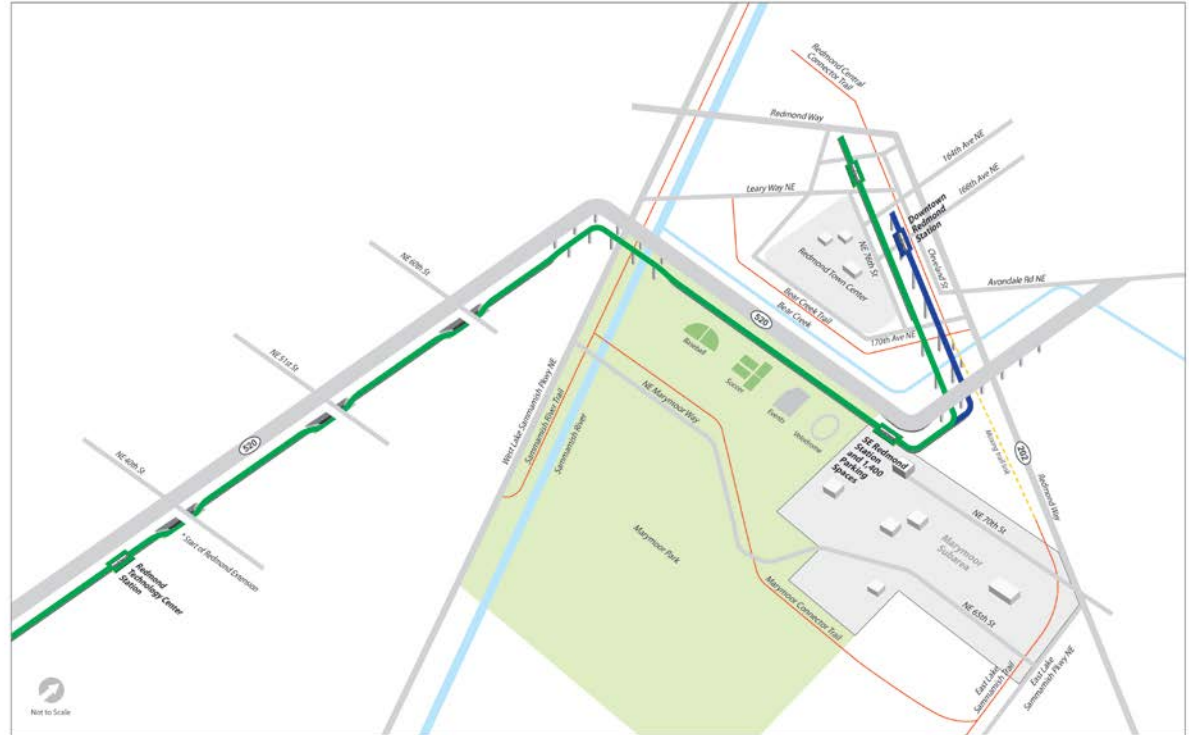 Redmond Central
Connector Trail
Redmond Way
164th Ave NE
166th Ave NE
Leary Way NE
Downtown
Redmond
Station
NE 76th St
Cleveland St
Redmond Town Center
Avondale Rd NE
NE 60th St
Bear Creek Trail
Bear Creek
170th Ave NE
520
Baseball
Soccer
Events
Velodrome
NE 51st St
West Lake Sammamish Pkwy NE
Sammamish River Trail
Sammamish River
NE Marymoor Way
SE Redmond
Station
and 1,400
Parking
Spaces
Missing trail link
202
Redmond Way
520
NE 40th St
NE 70th St
Marymoor Park
Marymoor
Subarea
*Start of Redmond Extension
Redmond
Technology Center
Station
Marymoor Connector Trail
NE 65th St
East Lake
Sammamish Trail
East Lake
Sammamish Pkwy NE
Not to Scale